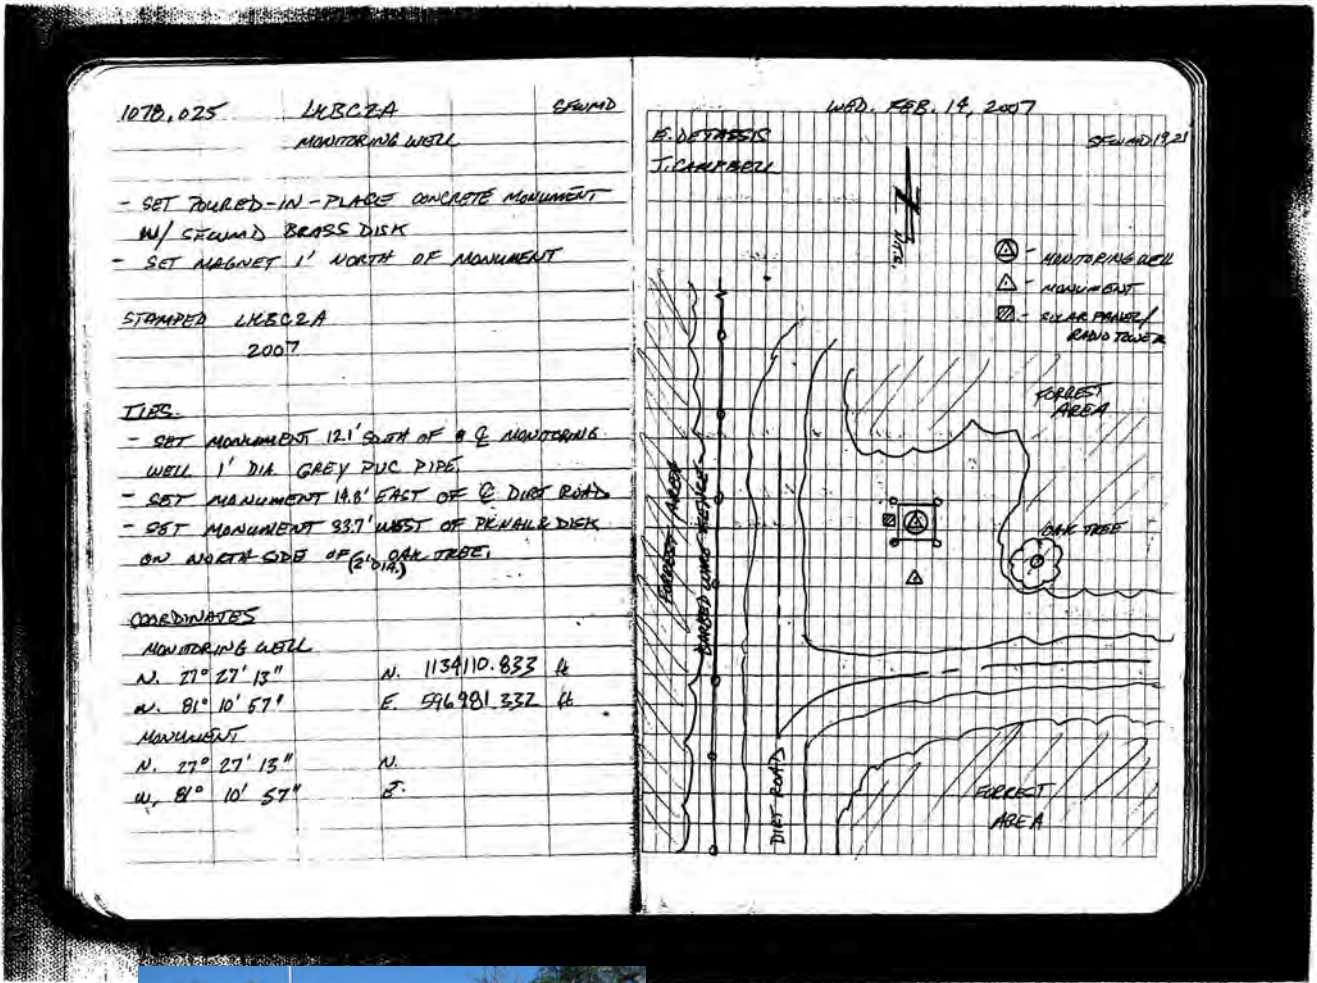 1078.025 LKBCZA SFWMD
MONITORING WELL
- SET POURED-IN-PLACE CONCRETE MONUMENT
W/ SFWMD BRASS DISK
- SET MAGNET 1' NORTH OF MONUMENT
STAMPED LKBCZA
2007
TIES.
- SET MONUMENT 12.1' SOUTH OF ℄ MONITORING
WELL 1' DIA. GREY PVC PIPE.
- SET MONUMENT 14.8' EAST OF ℄ DIRT ROAD
- SET MONUMENT 33.7' WEST OF PK NAIL & DISK
ON NORTH SIDE OF (2' DIA.) OAK TREE.
COORDINATES
MONITORING WELL
N. 27° 27' 13" N. 1134110.833 ft
W. 81° 10' 57" E. 596981.332 ft
MONUMENT
N. 27° 27' 13" N.
W. 81° 10' 57" E.
WED. FEB. 14, 2007
E. DETASSIS
SFWMD 19,21
J. CAMPBELL
N
N.T.S.
- MONITORING WELL
- MONUMENT
- SOLAR PANEL/
RADIO TOWER
FORREST
AREA
FORREST AREA
BARBED WIRE FENCE
OAK TREE
DIRT ROAD
FORREST
AREA